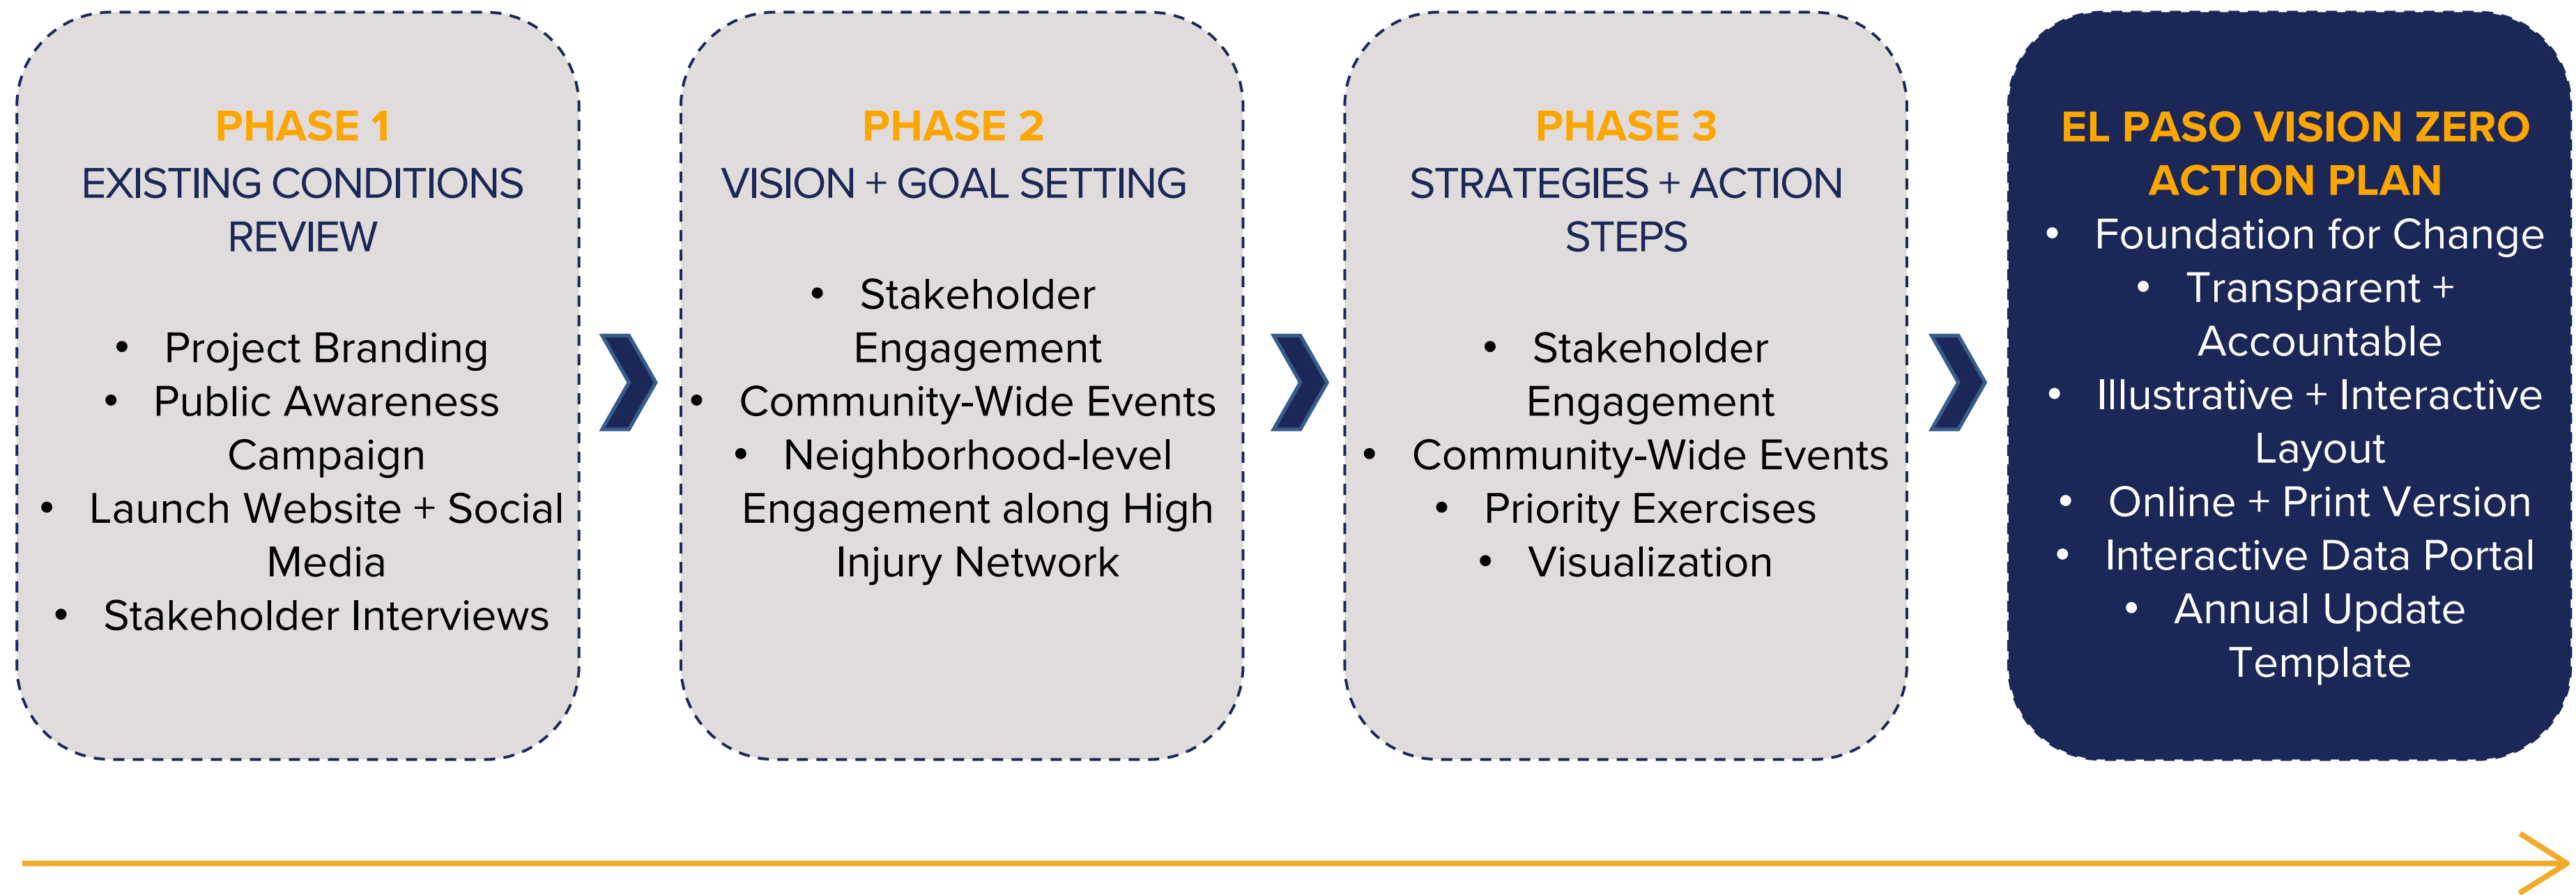 PHASE 1
EXISTING CONDITIONS
REVIEW
• Project Branding
• Public Awareness
Campaign
• Launch Website + Social
Media
• Stakeholder Interviews
PHASE 2
VISION + GOAL SETTING
• Stakeholder
Engagement
• Community-Wide Events
• Neighborhood-level
Engagement along High
Injury Network
PHASE 3
STRATEGIES + ACTION
STEPS
• Stakeholder
Engagement
• Community-Wide Events
• Priority Exercises
• Visualization
EL PASO VISION ZERO
ACTION PLAN
• Foundation for Change
• Transparent +
Accountable
• Illustrative + Interactive
Layout
• Online + Print Version
• Interactive Data Portal
• Annual Update
Template